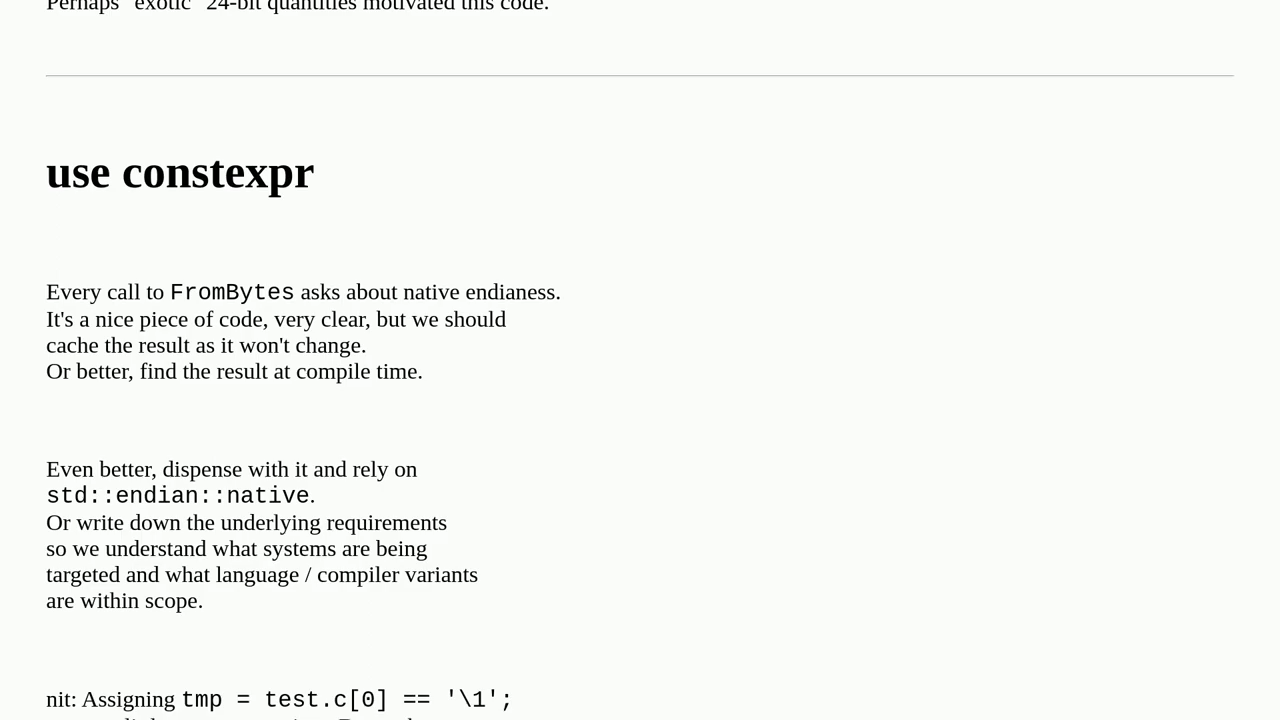 Perhaps "exotic" 24-bit quantities motivated this code.
use constexpr
Every call to FromBytes asks about native endianess.
It's a nice piece of code, very clear, but we should
cache the result as it won't change.
Or better, find the result at compile time.
Even better, dispense with it and rely on
std::endian::native.
Or write down the underlying requirements
so we understand what systems are being
targeted and what language / compiler variants
are within scope.
nit: Assigning tmp = test.c[0] == '\1';